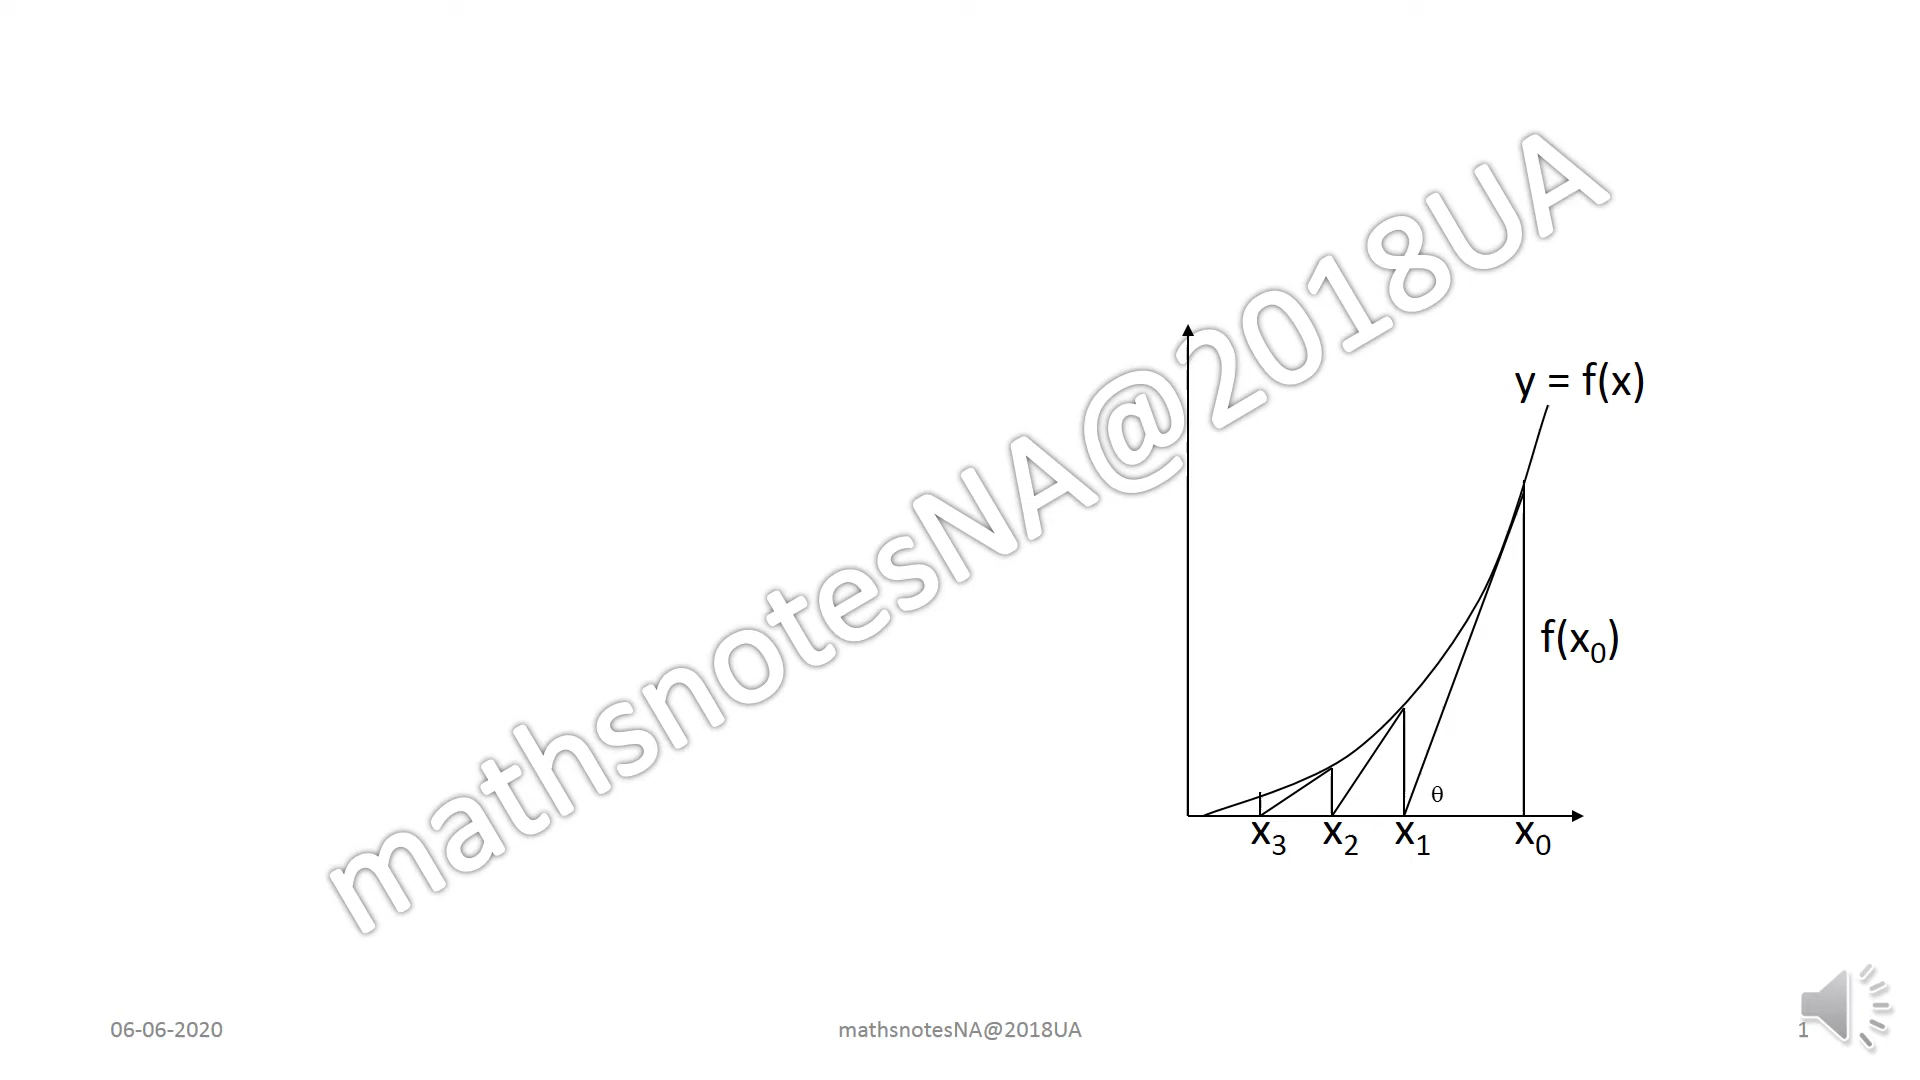 mathsnotesNA@2018UA
y = f(x)
f(x₀)
θ
x₃ x₂ x₁ x₀
06-06-2020 mathsnotesNA@2018UA 1